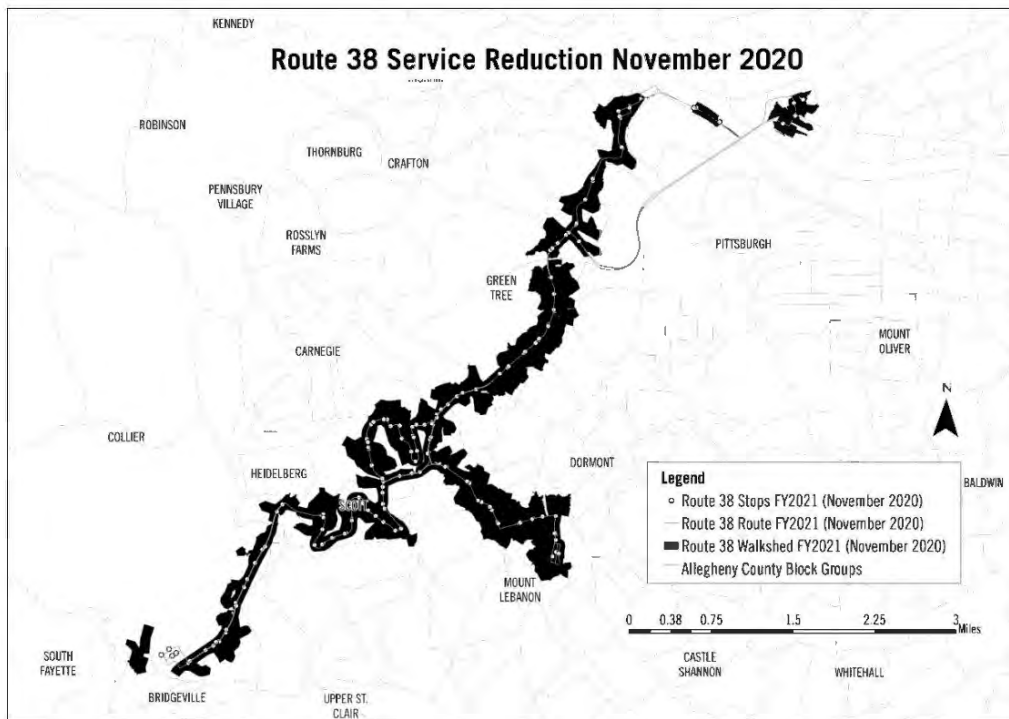 KENNEDY
Route 38 Service Reduction November 2020
ROBINSON
THORNBURG
CRAFTON
PENNSBURY
VILLAGE
ROSSLYN
FARMS
PITTSBURGH
GREEN
TREE
MOUNT
OLIVER
CARNEGIE
N
COLLIER
DORMONT
HEIDELBERG
BALDWIN
SCOTT
Legend
Route 38 Stops FY2021 (November 2020)
Route 38 Route FY2021 (November 2020)
Route 38 Walkshed FY2021 (November 2020)
Allegheny County Block Groups
MOUNT
LEBANON
0 0.38 0.75 1.5 2.25 3
Miles
SOUTH
FAYETTE
CASTLE
SHANNON
WHITEHALL
BRIDGEVILLE
UPPER ST.
CLAIR